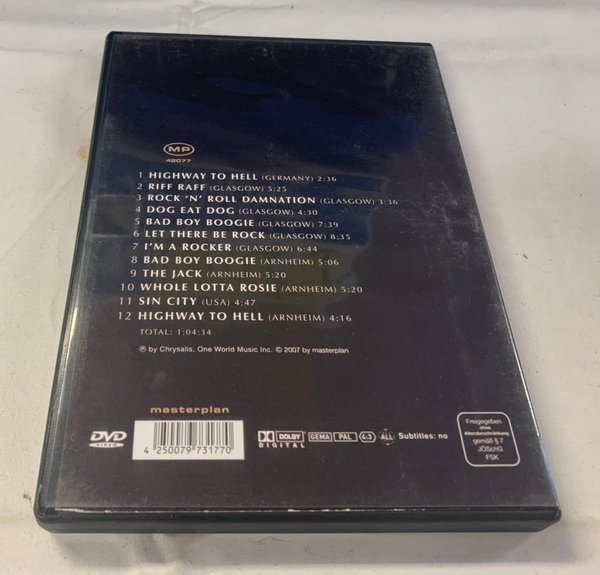 MP
42077
1 HIGHWAY TO HELL (GERMANY) 2:36
2 RIFF RAFF (GLASGOW) 5:25
3 ROCK 'N' ROLL DAMNATION (GLASGOW) 3:36
4 DOG EAT DOG (GLASGOW) 4:30
5 BAD BOY BOOGIE (GLASGOW) 7:39
6 LET THERE BE ROCK (GLASGOW) 8:35
7 I'M A ROCKER (GLASGOW) 6:44
8 BAD BOY BOOGIE (ARNHEIM) 5:06
9 THE JACK (ARNHEIM) 5:20
10 WHOLE LOTTA ROSIE (ARNHEIM) 5:20
11 SIN CITY (USA) 4:47
12 HIGHWAY TO HELL (ARNHEIM) 4:16
TOTAL: 1:04:34
℗ by Chrysalis, One World Music Inc. © 2007 by masterplan
masterplan
DVD VIDEO
4 250079 731770
DOLBY DIGITAL GEMA PAL 4:3 ALL Subtitles: no
Freigegeben
ohne
Altersbeschränkung
gemäß § 7
JÖSchG
FSK